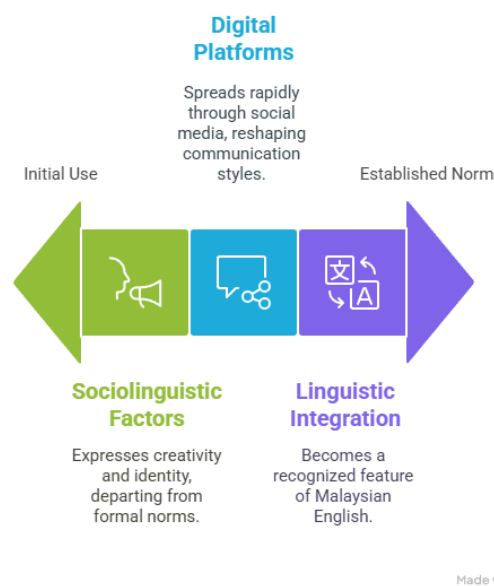 Digital
Platforms
Spreads rapidly
through social
media, reshaping
communication
styles.
Initial Use
Established Norm
文
A
Sociolinguistic
Factors
Expresses creativity
and identity,
departing from
formal norms.
Linguistic
Integration
Becomes a
recognized feature
of Malaysian
English.
Made